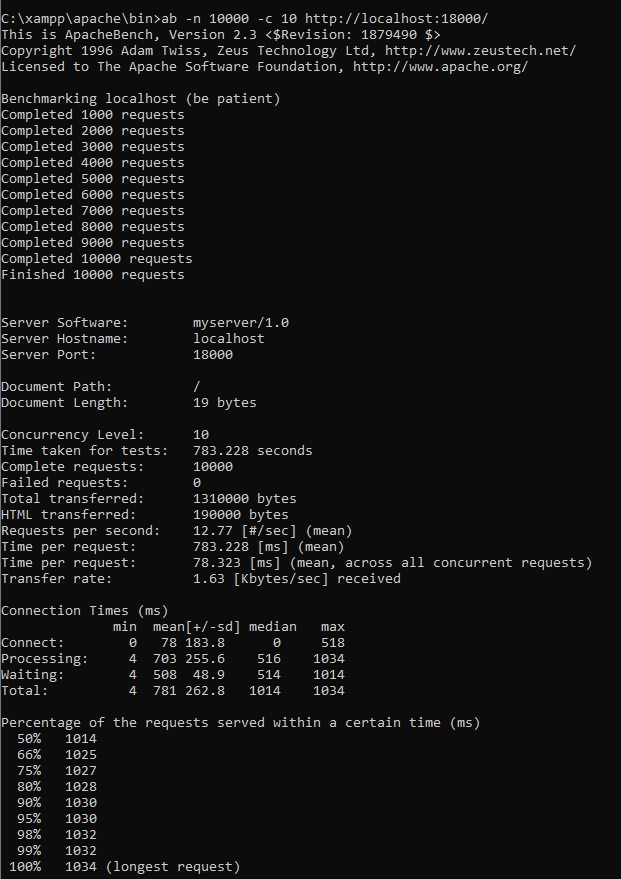 C:\xampp\apache\bin>ab -n 10000 -c 10 http://localhost:18000/
This is ApacheBench, Version 2.3 <$Revision: 1879490 $>
Copyright 1996 Adam Twiss, Zeus Technology Ltd, http://www.zeustech.net/
Licensed to The Apache Software Foundation, http://www.apache.org/

Benchmarking localhost (be patient)
Completed 1000 requests
Completed 2000 requests
Completed 3000 requests
Completed 4000 requests
Completed 5000 requests
Completed 6000 requests
Completed 7000 requests
Completed 8000 requests
Completed 9000 requests
Completed 10000 requests
Finished 10000 requests


Server Software:        myserver/1.0
Server Hostname:        localhost
Server Port:            18000

Document Path:          /
Document Length:        19 bytes

Concurrency Level:      10
Time taken for tests:   783.228 seconds
Complete requests:      10000
Failed requests:        0
Total transferred:      1310000 bytes
HTML transferred:       190000 bytes
Requests per second:    12.77 [#/sec] (mean)
Time per request:       783.228 [ms] (mean)
Time per request:       78.323 [ms] (mean, across all concurrent requests)
Transfer rate:          1.63 [Kbytes/sec] received

Connection Times (ms)
              min  mean[+/-sd] median   max
Connect:        0   78 183.8      0     518
Processing:     4  703 255.6    516    1034
Waiting:        4  508  48.9    514    1014
Total:          4  781 262.8   1014    1034

Percentage of the requests served within a certain time (ms)
  50%   1014
  66%   1025
  75%   1027
  80%   1028
  90%   1030
  95%   1030
  98%   1032
  99%   1032
 100%   1034 (longest request)